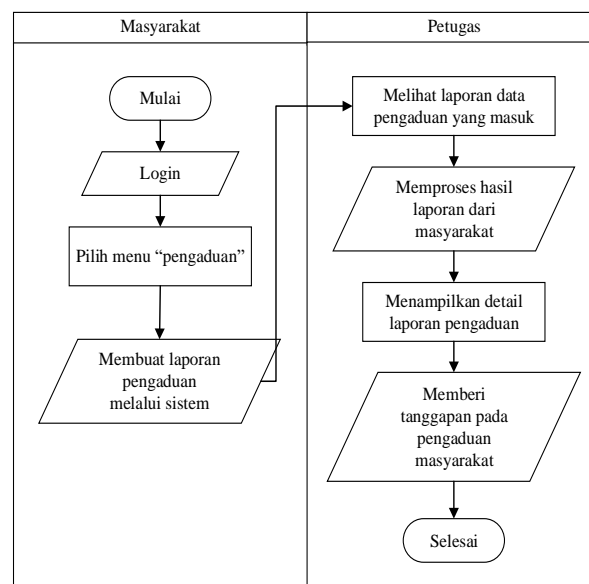 Masyarakat
Petugas
Mulai
Login
Pilih menu “pengaduan”
Membuat laporan
pengaduan
melalui sistem
Melihat laporan data
pengaduan yang masuk
Memproses hasil
laporan dari
masyarakat
Menampilkan detail
laporan pengaduan
Memberi
tanggapan pada
pengaduan
masyarakat
Selesai